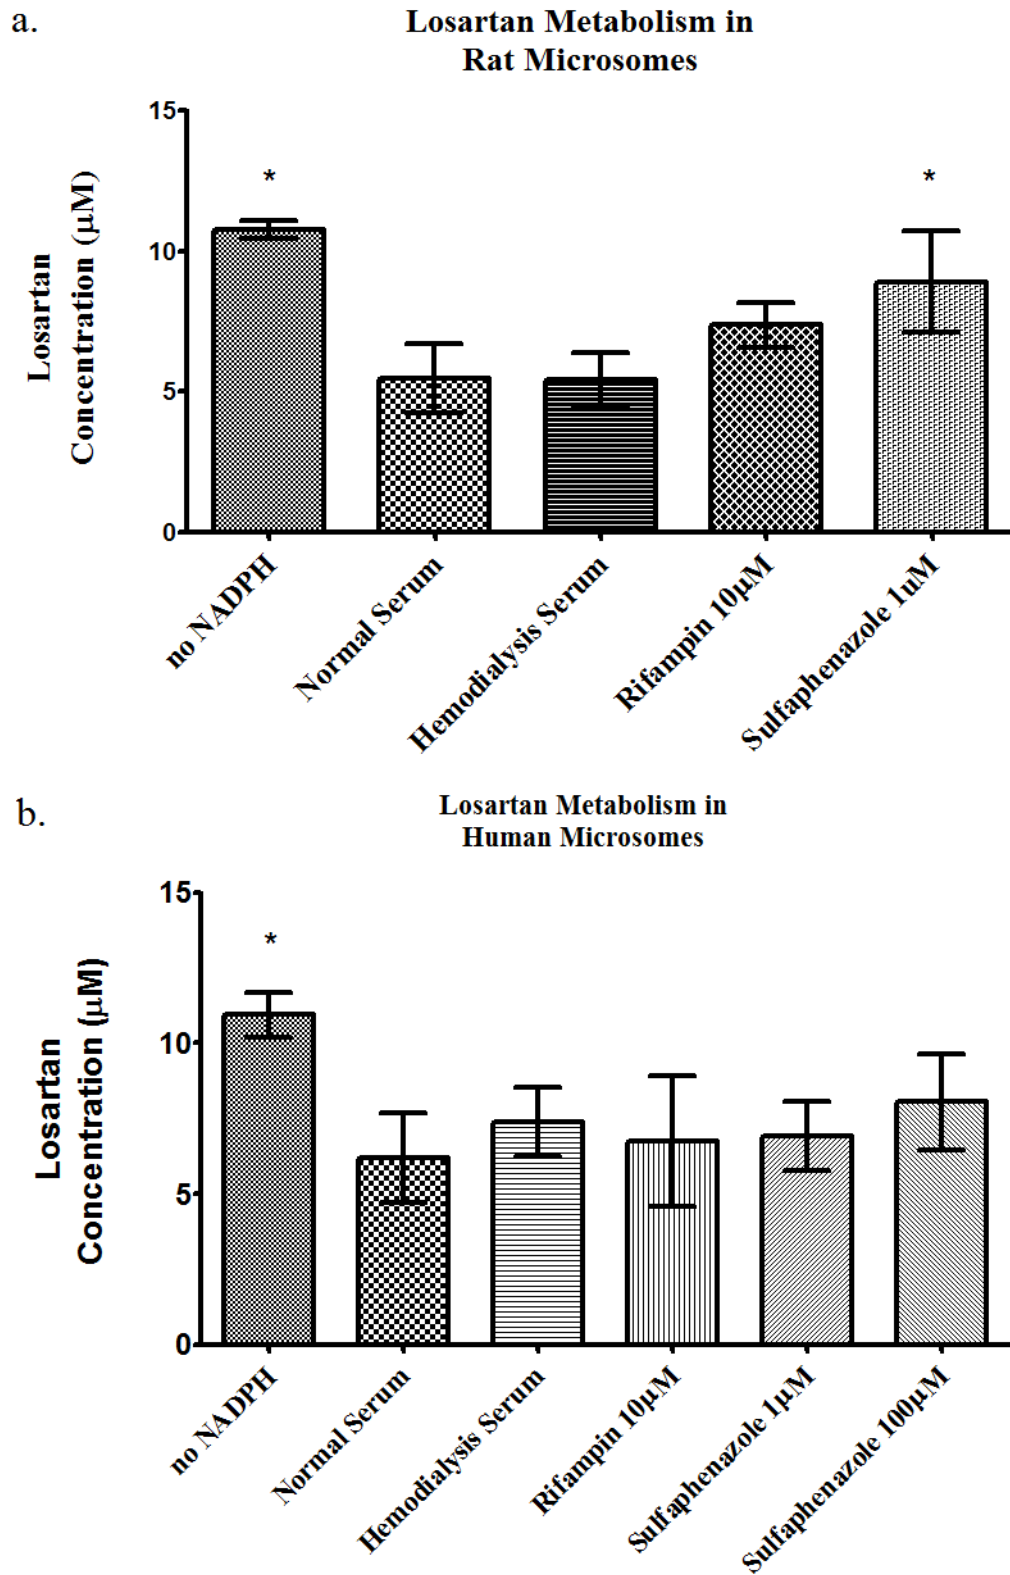 a.
Losartan Metabolism in
Rat Microsomes
Losartan
Concentration (µM)
15
10
5
0
*
*
no NADPH
Normal Serum
Hemodialysis Serum
Rifampin 10µM
Sulfaphenazole 1uM
b.
Losartan Metabolism in
Human Microsomes
Losartan
Concentration (µM)
15
10
5
0
*
no NADPH
Normal Serum
Hemodialysis Serum
Rifampin 10µM
Sulfaphenazole 1µM
Sulfaphenazole 100µM